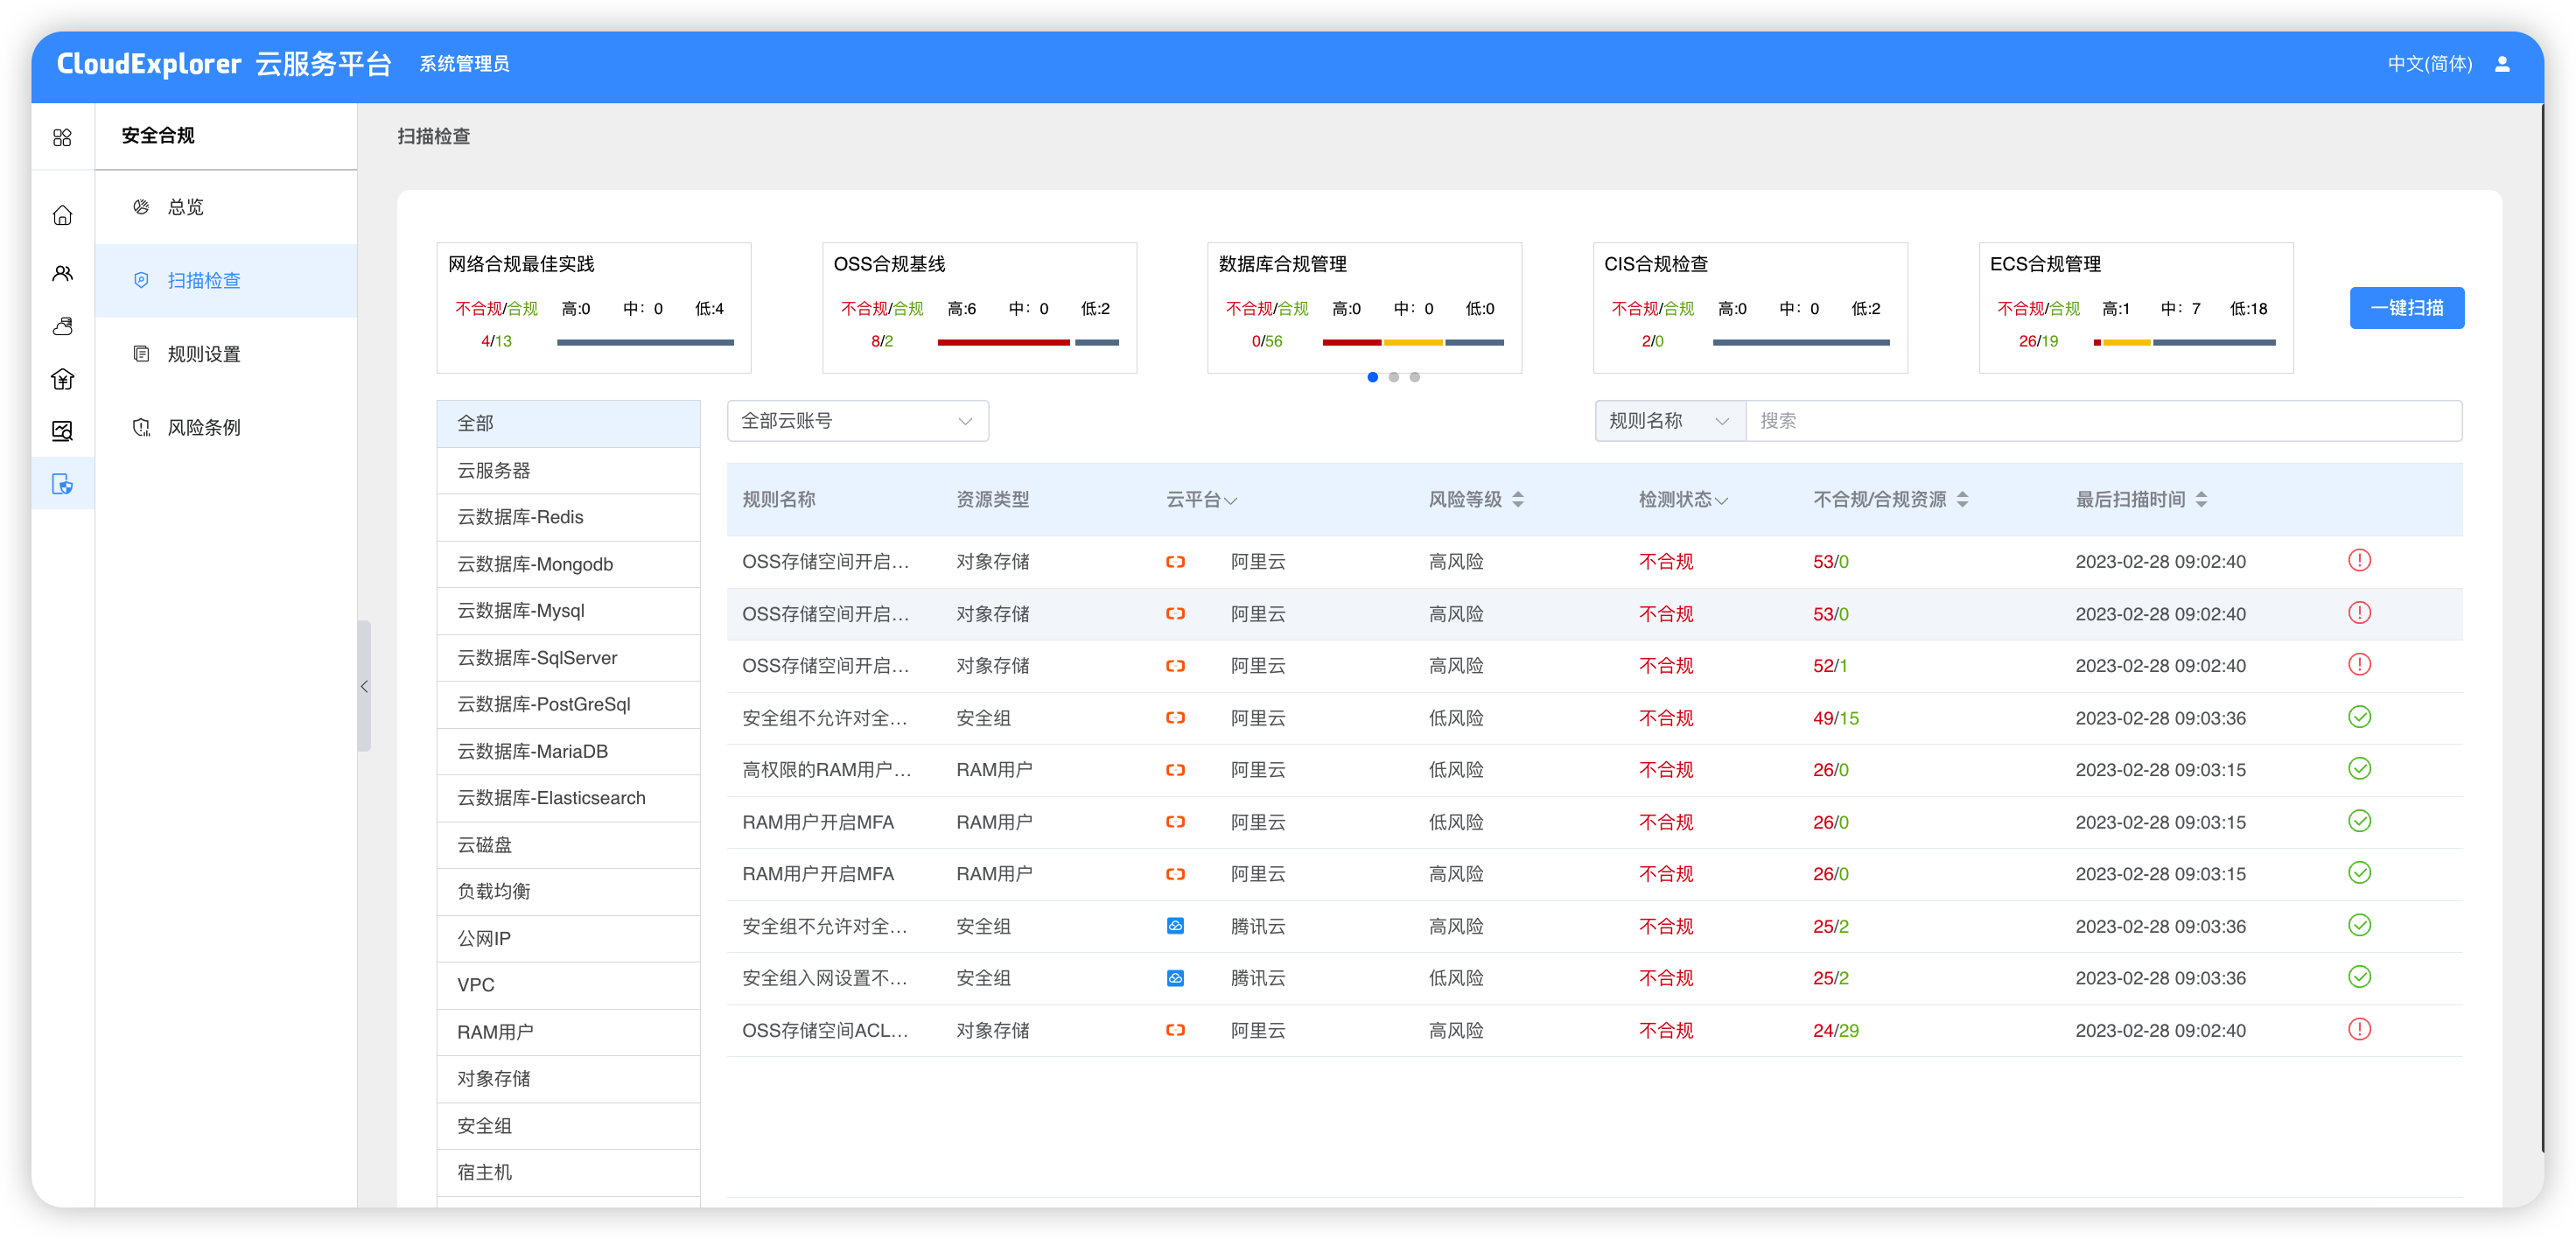 CloudExplorer 云服务平台 系统管理员 中文(简体)
安全合规
总览
扫描检查
规则设置
风险条例
扫描检查
网络合规最佳实践
不合规/合规 高:0 中: 0 低:4
4/13
OSS合规基线
不合规/合规 高:6 中: 0 低:2
8/2
数据库合规管理
不合规/合规 高:0 中: 0 低:0
0/56
CIS合规检查
不合规/合规 高:0 中: 0 低:2
2/0
ECS合规管理
不合规/合规 高:1 中: 7 低:18
26/19
一键扫描
全部
云服务器
云数据库-Redis
云数据库-Mongodb
云数据库-Mysql
云数据库-SqlServer
云数据库-PostGreSql
云数据库-MariaDB
云数据库-Elasticsearch
云磁盘
负载均衡
公网IP
VPC
RAM用户
对象存储
安全组
宿主机
全部云账号 规则名称 搜索
规则名称 资源类型 云平台 风险等级 检测状态 不合规/合规资源 最后扫描时间
OSS存储空间开启... 对象存储 阿里云 高风险 不合规 53/0 2023-02-28 09:02:40
OSS存储空间开启... 对象存储 阿里云 高风险 不合规 53/0 2023-02-28 09:02:40
OSS存储空间开启... 对象存储 阿里云 高风险 不合规 52/1 2023-02-28 09:02:40
安全组不允许对全... 安全组 阿里云 低风险 不合规 49/15 2023-02-28 09:03:36
高权限的RAM用户... RAM用户 阿里云 低风险 不合规 26/0 2023-02-28 09:03:15
RAM用户开启MFA RAM用户 阿里云 低风险 不合规 26/0 2023-02-28 09:03:15
RAM用户开启MFA RAM用户 阿里云 高风险 不合规 26/0 2023-02-28 09:03:15
安全组不允许对全... 安全组 腾讯云 高风险 不合规 25/2 2023-02-28 09:03:36
安全组入网设置不... 安全组 腾讯云 低风险 不合规 25/2 2023-02-28 09:03:36
OSS存储空间ACL... 对象存储 阿里云 高风险 不合规 24/29 2023-02-28 09:02:40